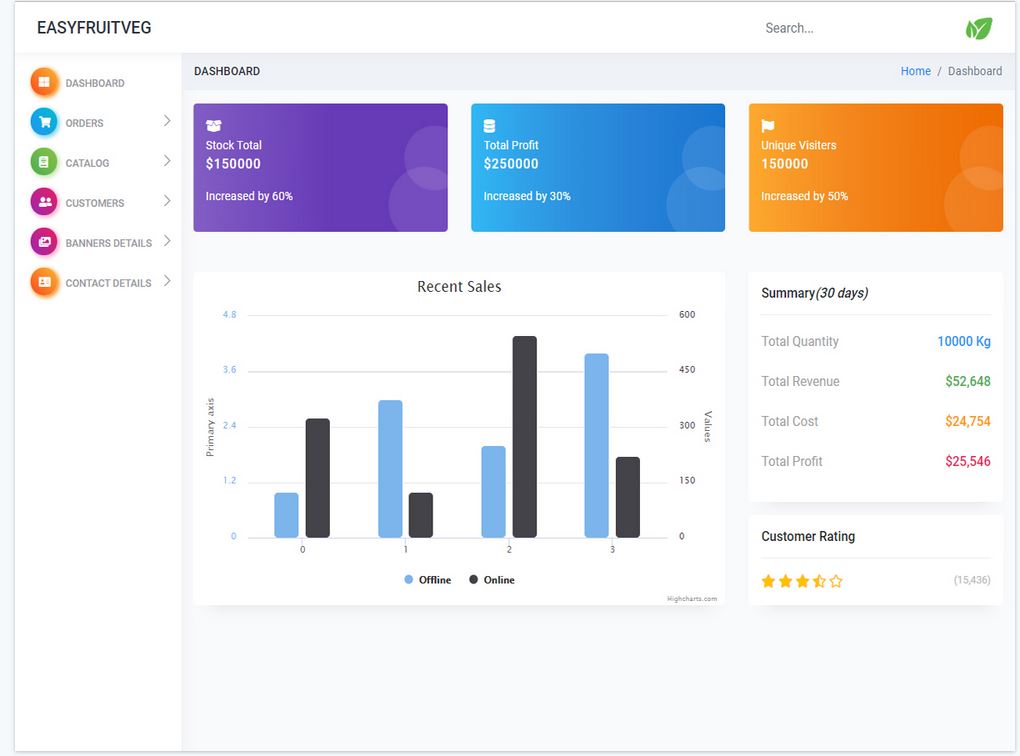 EASYFRUITVEG
Search...
DASHBOARD
ORDERS
CATALOG
CUSTOMERS
BANNERS DETAILS
CONTACT DETAILS
DASHBOARD
Home / Dashboard
Stock Total
$150000
Increased by 60%
Total Profit
$250000
Increased by 30%
Unique Visiters
150000
Increased by 50%
Recent Sales
Primary axis
4.8
3.6
2.4
1.2
0
600
450
300
150
0
Values
0 1 2 3
Offline Online
Highcharts.com
Summary(30 days)
Total Quantity 10000 Kg
Total Revenue $52,648
Total Cost $24,754
Total Profit $25,546
Customer Rating
(15,436)